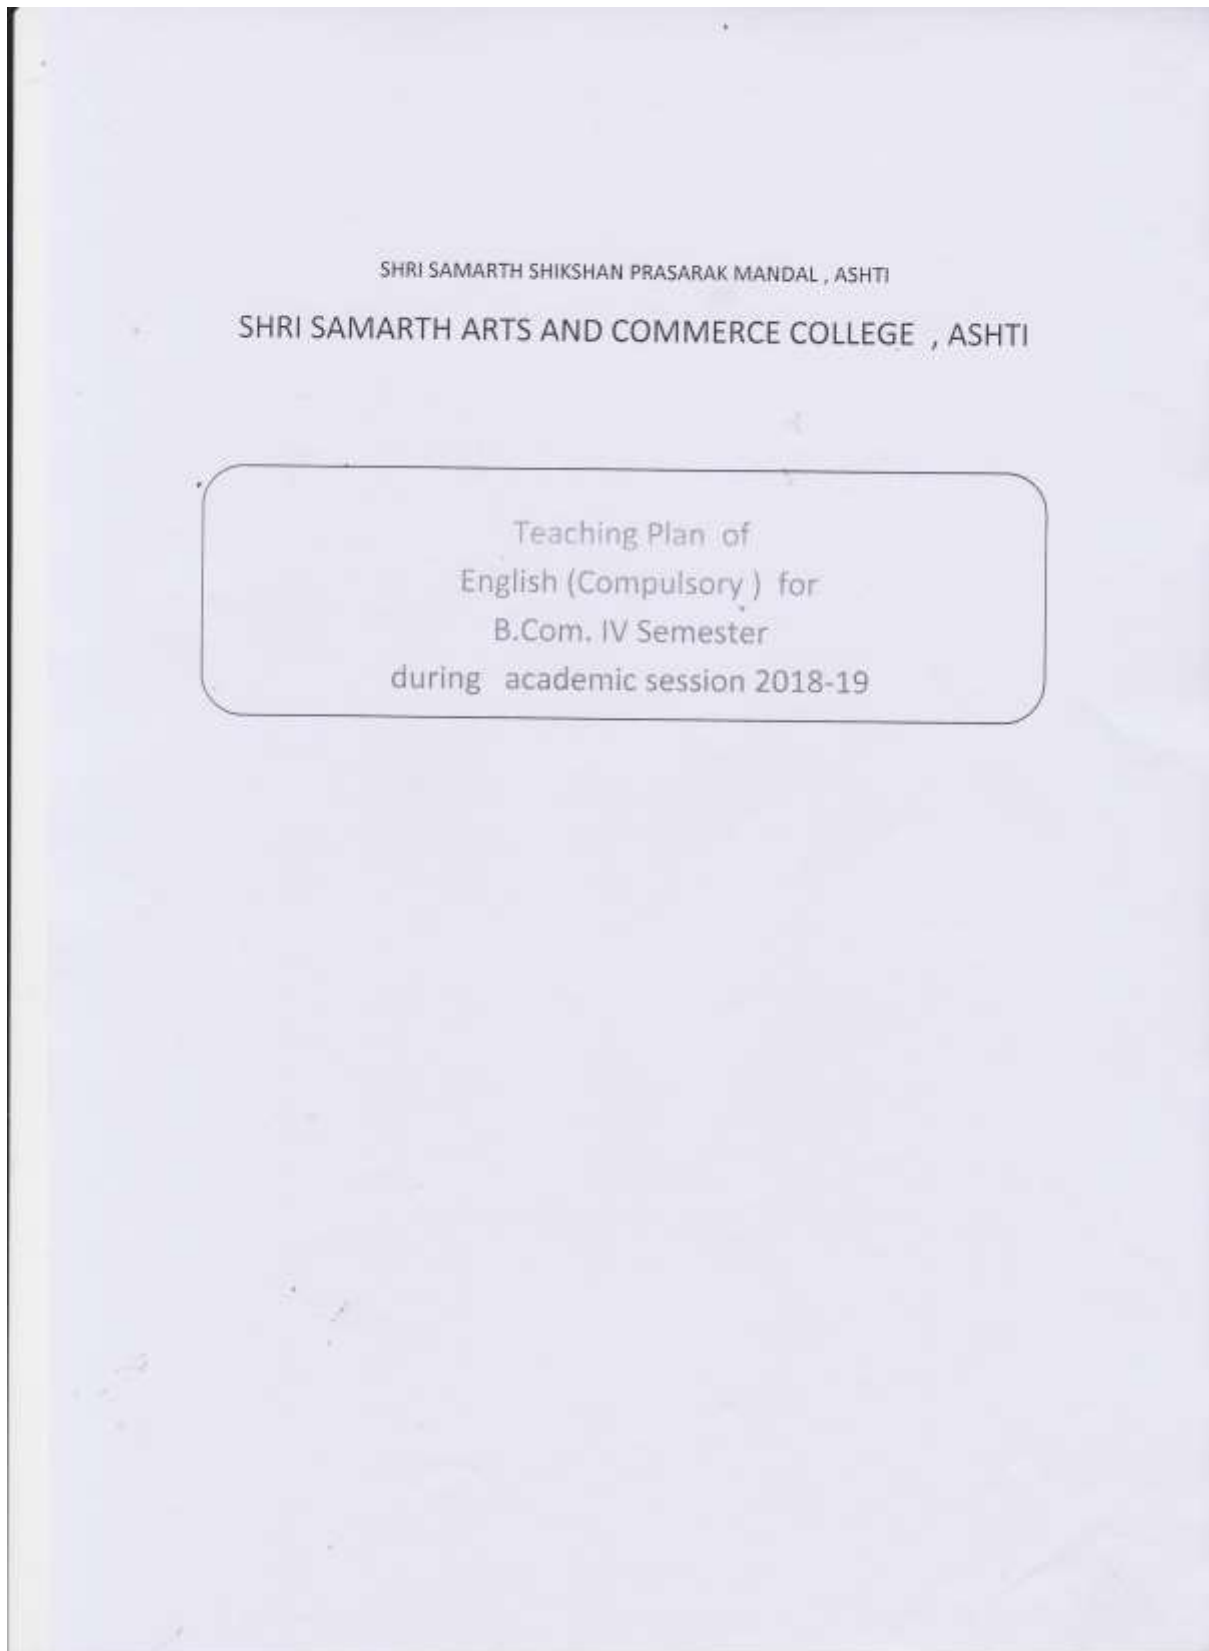 SHRI SAMARTH SHIKSHAN PRASARAK MANDAL , ASHTI
SHRI SAMARTH ARTS AND COMMERCE COLLEGE , ASHTI
Teaching Plan of
English (Compulsory ) for
B.Com. IV Semester
during academic session 2018-19